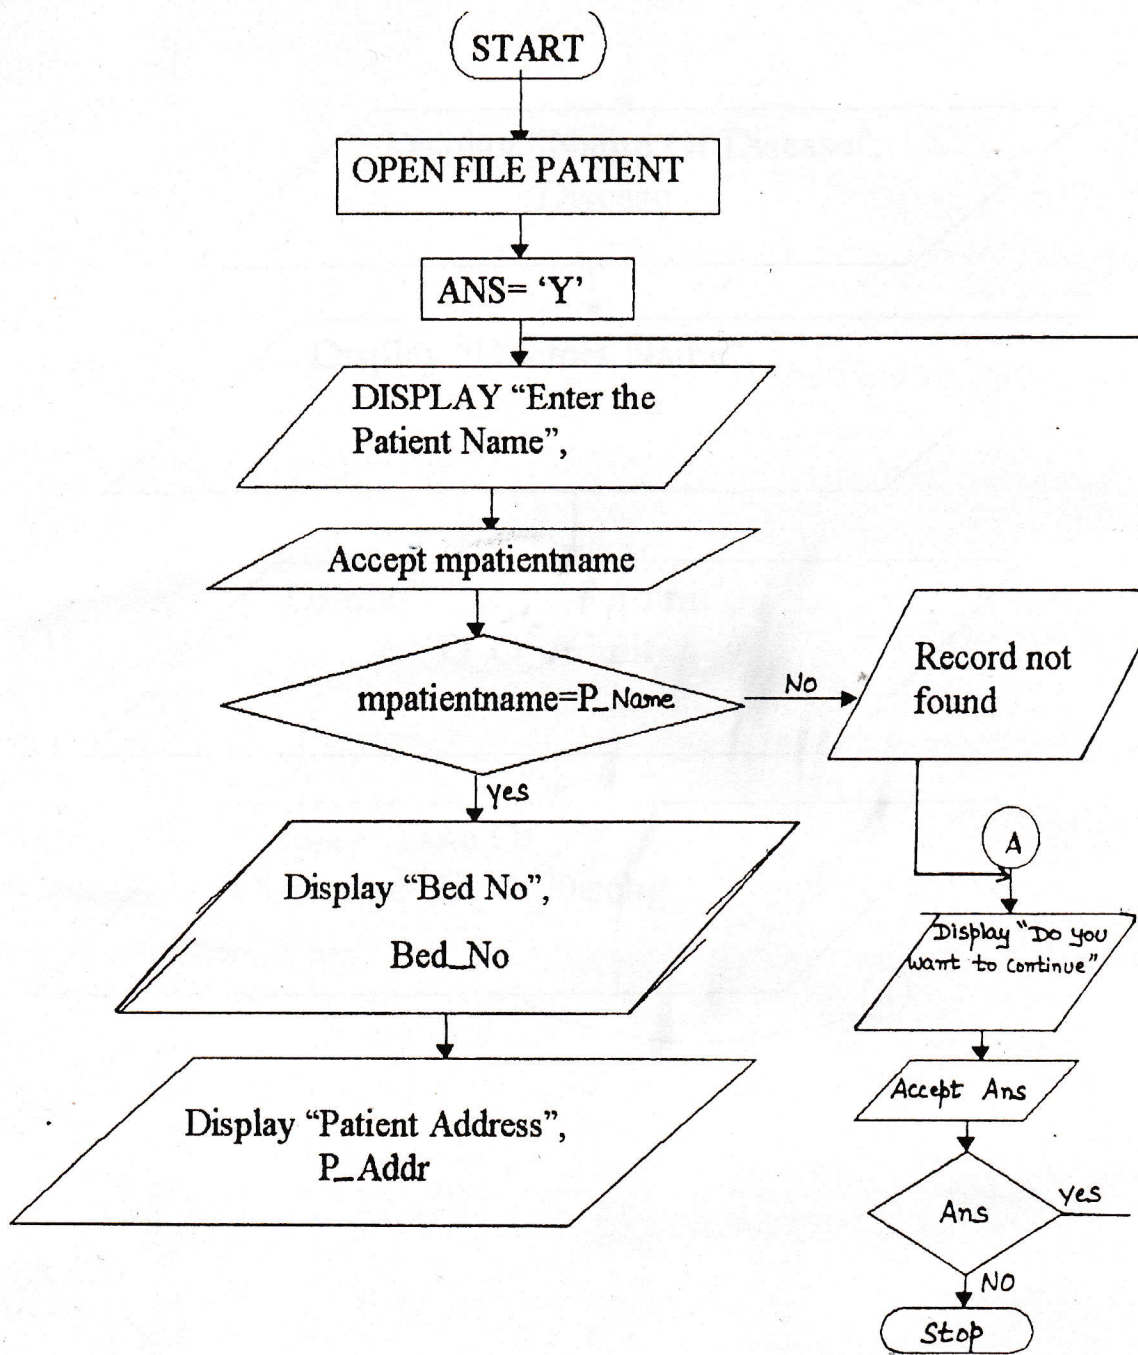 START
OPEN FILE PATIENT
ANS= ‘Y’
DISPLAY “Enter the
Patient Name”,
Accept mpatientname
mpatientname=P_Name
No
Record not
found
yes
Display “Bed No”,
Bed_No
Display “Patient Address”,
P_Addr
A
Display “Do you
want to continue”
Accept Ans
Ans
yes
NO
Stop